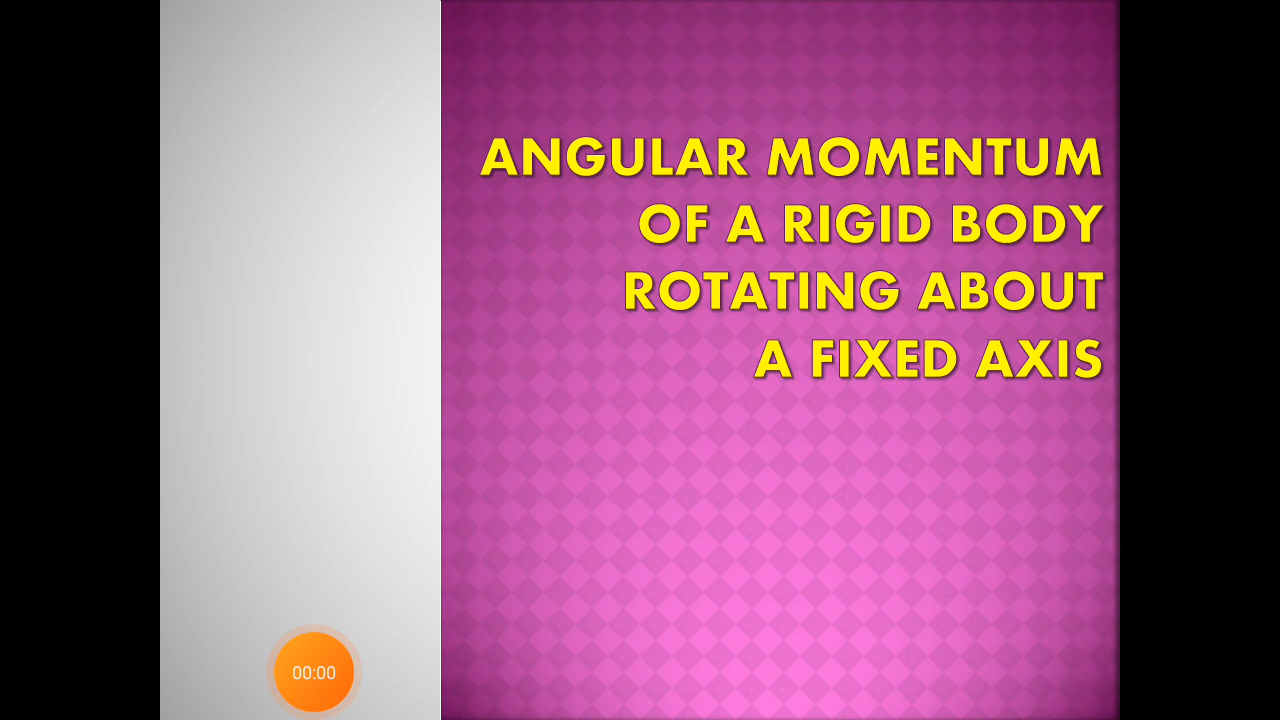 ANGULAR MOMENTUM
OF A RIGID BODY
ROTATING ABOUT
A FIXED AXIS
00:00